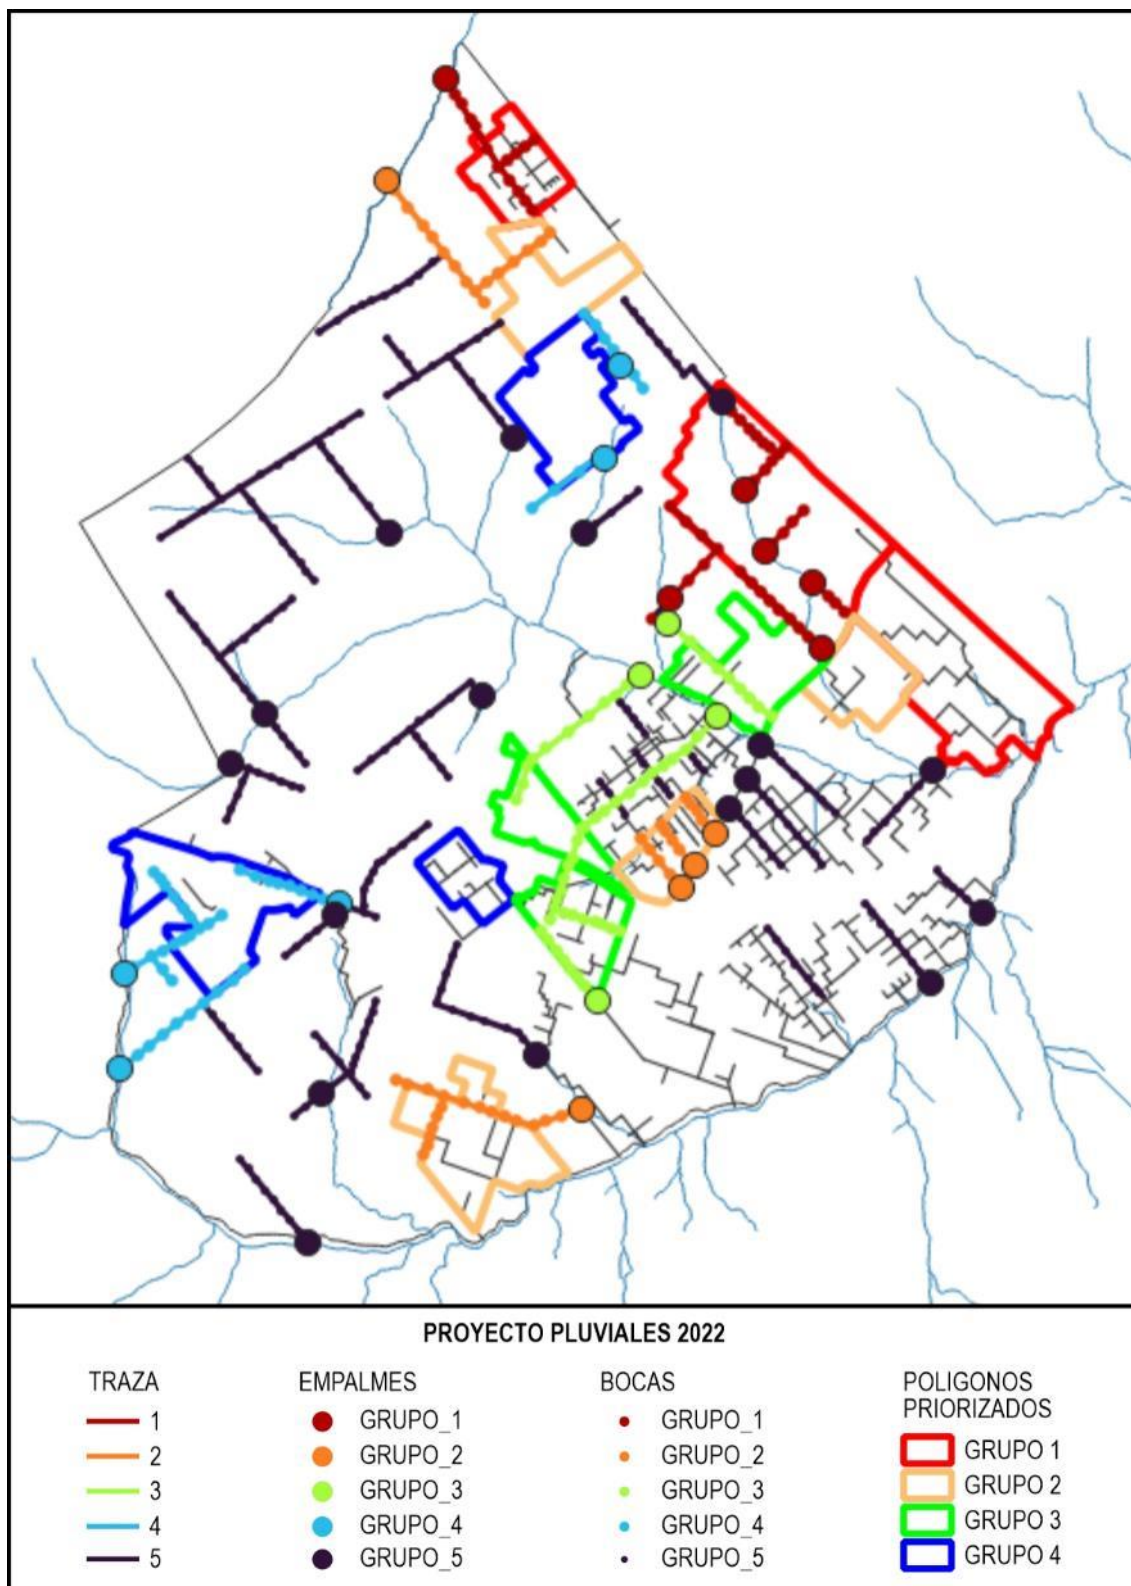 PROYECTO PLUVIALES 2022
TRAZA
1
2
3
4
5
EMPALMES
GRUPO_1
GRUPO_2
GRUPO_3
GRUPO_4
GRUPO_5
BOCAS
GRUPO_1
GRUPO_2
GRUPO_3
GRUPO_4
GRUPO_5
POLIGONOS
PRIORIZADOS
GRUPO 1
GRUPO 2
GRUPO 3
GRUPO 4